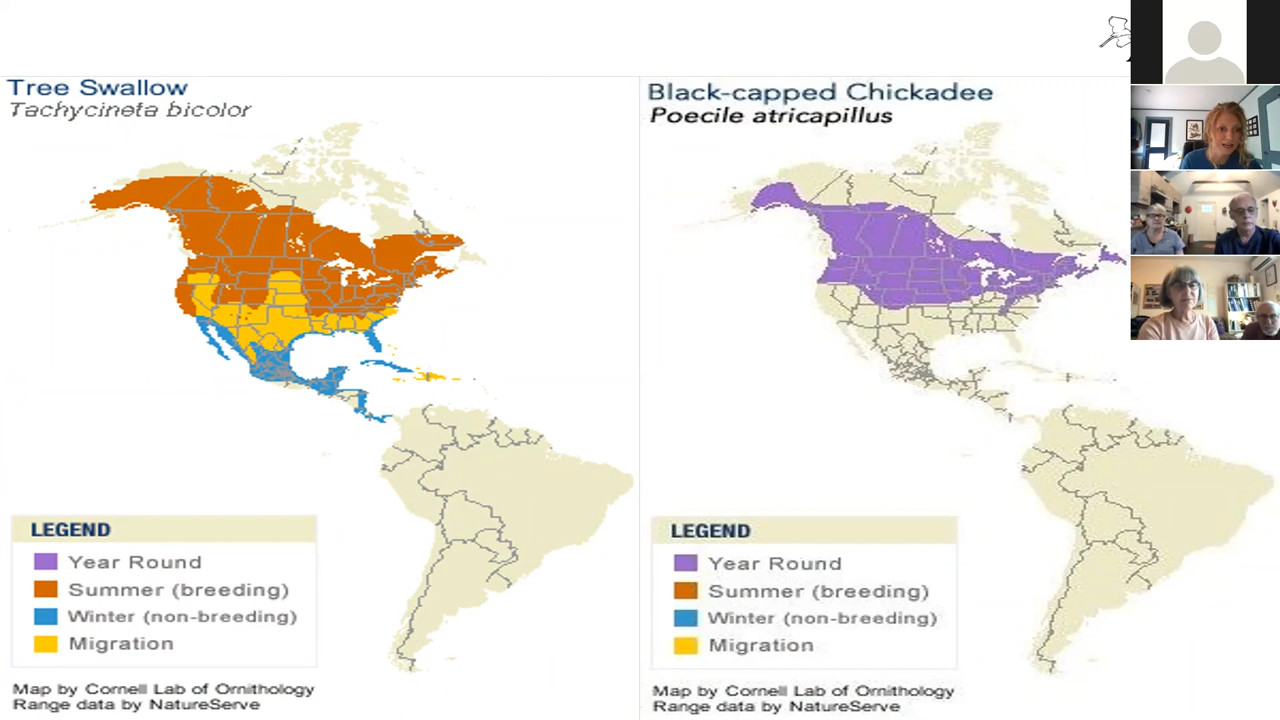 Tree Swallow
Tachycineta bicolor
LEGEND
Year Round
Summer (breeding)
Winter (non-breeding)
Migration
Map by Cornell Lab of Ornithology
Range data by NatureServe
Black-capped Chickadee
Poecile atricapillus
LEGEND
Year Round
Summer (breeding)
Winter (non-breeding)
Migration
Map by Cornell Lab of Ornithology
Range data by NatureServe